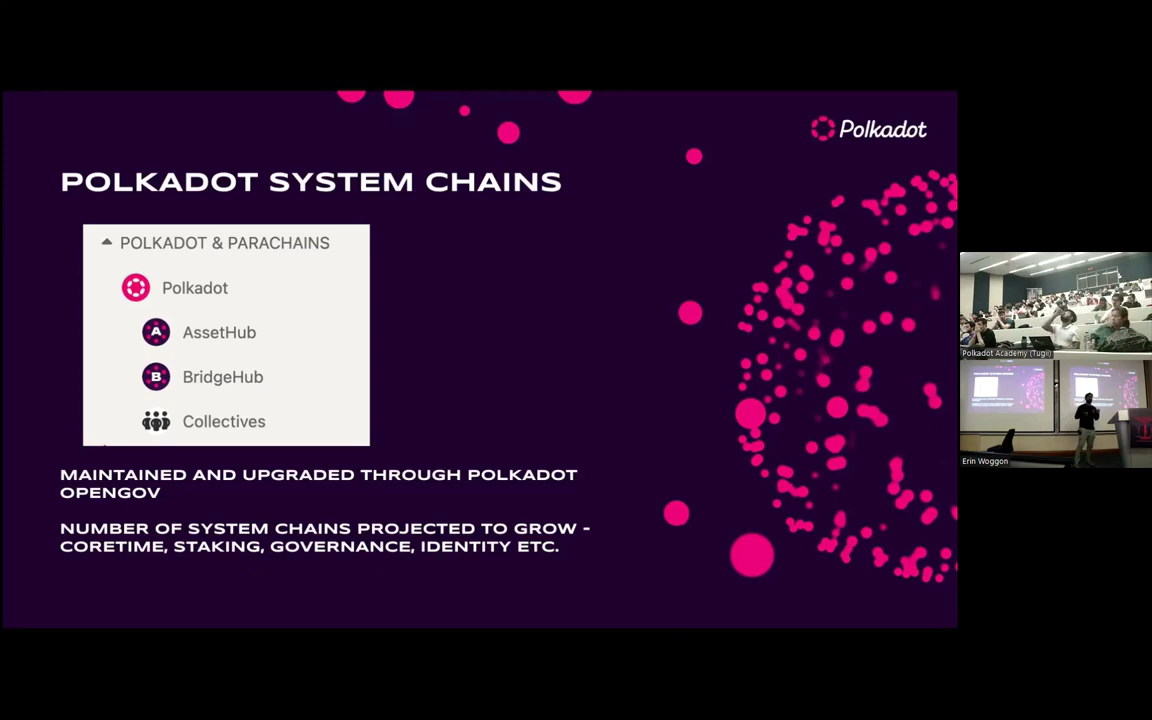 Polkadot
POLKADOT SYSTEM CHAINS
POLKADOT & PARACHAINS
Polkadot
A AssetHub
B BridgeHub
Collectives
MAINTAINED AND UPGRADED THROUGH POLKADOT
OPENGOV
NUMBER OF SYSTEM CHAINS PROJECTED TO GROW -
CORETIME, STAKING, GOVERNANCE, IDENTITY ETC.
Polkadot Academy (Tugii)
Erin Woggon